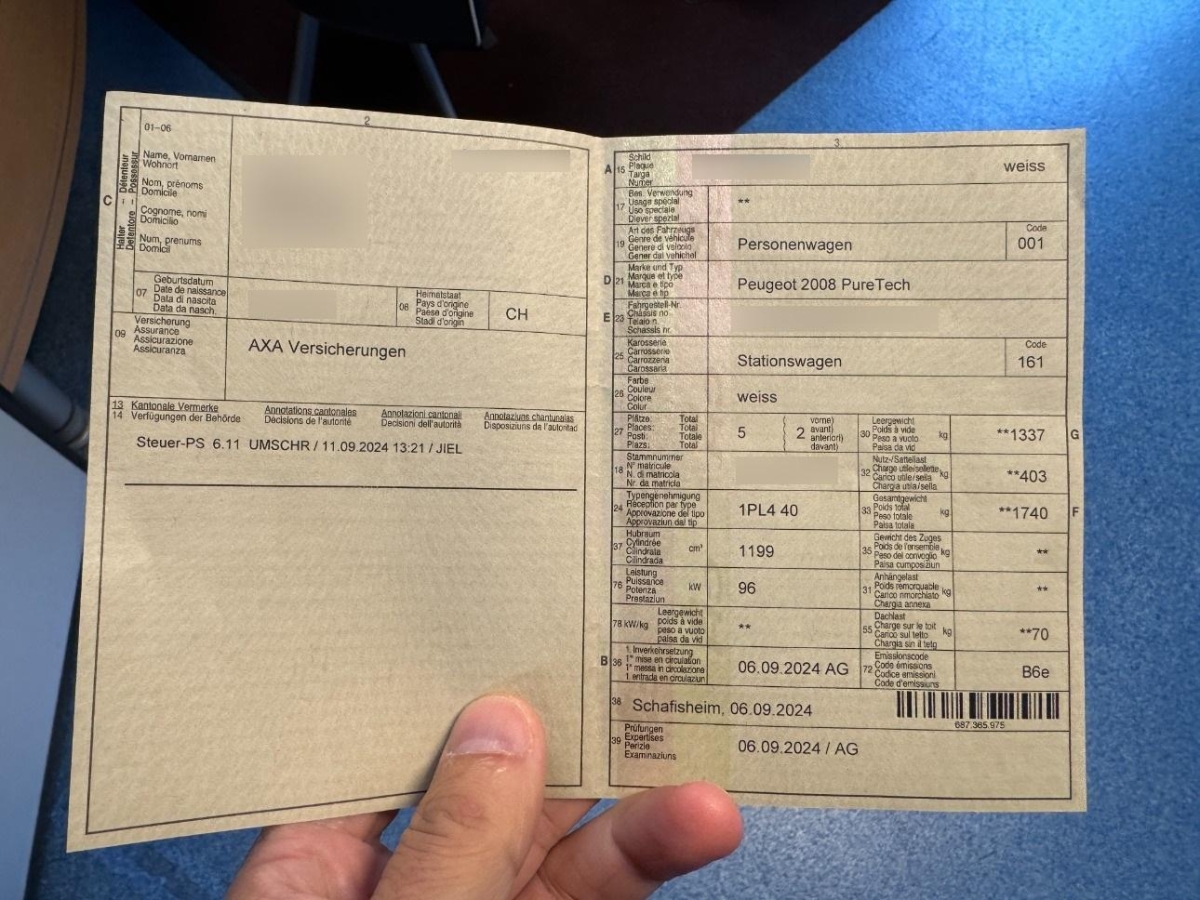 2
01-06
C
Halter – Détenteur
Detentore – Possessur
Name, Vornamen
Wohnort
Nom, prénoms
Domicile
Cognome, nomi
Domicilio
Num, prenums
Domicil
07
Geburtsdatum
Date de naissance
Data di nascita
Data da nasch.
08
Heimatstaat
Pays d'origine
Paese d'origine
Stadi d'origin
CH
09
Versicherung
Assurance
Assicurazione
Assicuranza
AXA Versicherungen
13 Kantonale Vermerke Annotations cantonales Annotazioni cantonali Annotaziuns chantunalas
14 Verfügungen der Behörde Décisions de l'autorité Decisioni dell'autorità Disposiziuns da l'autoritad
Steuer-PS 6.11 UMSCHR / 11.09.2024 13:21 / JIEL
3
A 15
Schild
Plaque
Targa
Numer
weiss
17
Bes. Verwendung
Usage spécial
Uso speciale
Diever spezial
**
19
Art des Fahrzeugs
Genre de véhicule
Genere di veicolo
Gener dal vehichel
Personenwagen
Code
001
D 21
Marke und Typ
Marque et type
Marca e tipo
Marca e tip
Peugeot 2008 PureTech
E 23
Fahrgestell-Nr.
Châssis no
Telaio n.
Schassis nr.
25
Karosserie
Carrosserie
Carrozzeria
Carossaria
Stationswagen
Code
161
26
Farbe
Couleur
Colore
Colur
weiss
27
Plätze: Total
Places: Total
Posti: Totale
Plazs: Total
5
2
vorne)
avant)
anteriori)
davant)
30
Leergewicht
Poids à vide
Peso a vuoto
Paisa da vid
kg
**1337
G
18
Stammnummer
N° matricule
N. di matricola
Nr. da matricla
32
Nutz-/Sattellast
Charge utile/sellette
Carico utile/sella
Chargia utila/sella
kg
**403
24
Typengenehmigung
Réception par type
Approvazione del tipo
Approvaziun dal tip
1PL4 40
33
Gesamtgewicht
Poids total
Peso totale
Paisa totala
kg
**1740
F
37
Hubraum
Cylindrée
Cilindrata
Cilindrada
cm³
1199
35
Gewicht des Zuges
Poids de l'ensemble
Peso del convoglio
Paisa cumposiziun
kg
**
76
Leistung
Puissance
Potenza
Prestaziun
kW
96
31
Anhängelast
Poids remorquable
Carico rimorchiato
Chargia annexa
kg
**
78 kW/kg
Leergewicht
poids à vide
peso a vuoto
paisa da vid
**
55
Dachlast
Charge sur le toit
Carico sul tetto
Chargia sin il tetg
kg
**70
B 36
1. Inverkehrsetzung
1re mise en circulation
1a messa in circolazione
1. entrada en circulaziun
06.09.2024 AG
72
Emissionscode
Code émissions
Codice emissioni
Code d'emissiuns
B6e
38
Schafisheim, 06.09.2024
687.365.975
39
Prüfungen
Expertises
Perizie
Examinaziuns
06.09.2024 / AG